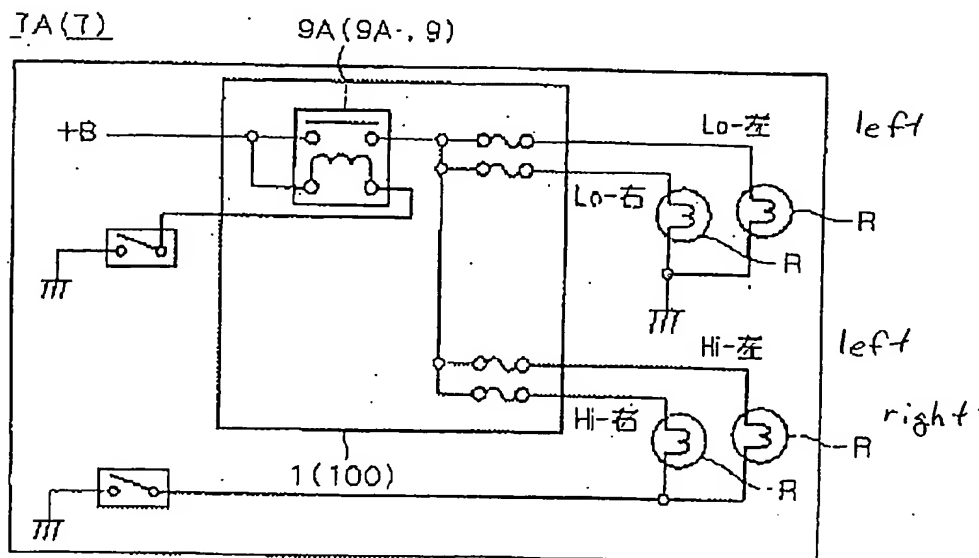 7A(7)
9A(9A-, 9)
+B
Lo-左
left
Lo-右
R
R
Hi-左
left
Hi-右
right
R
R
1(100)